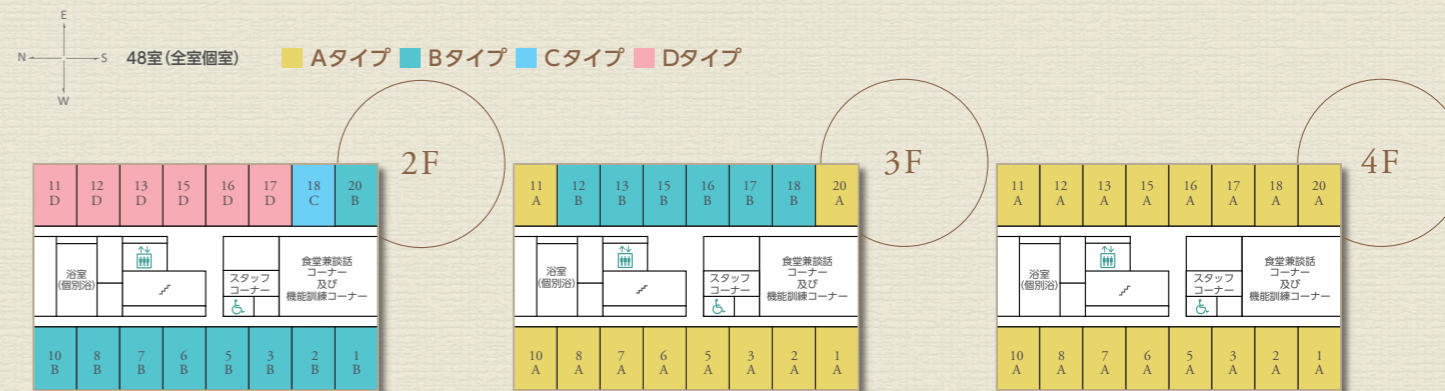 E
N
S
W
48室(全室個室)
Aタイプ
Bタイプ
Cタイプ
Dタイプ
2F
11 D
12 D
13 D
15 D
16 D
17 D
18 C
20 B
浴室
(個別浴)
スタッフ
コーナー
食堂兼談話
コーナー
及び
機能訓練コーナー
10 B
8 B
7 B
6 B
5 B
3 B
2 B
1 B
3F
11 A
12 B
13 B
15 B
16 B
17 B
18 B
20 A
浴室
(個別浴)
スタッフ
コーナー
食堂兼談話
コーナー
及び
機能訓練コーナー
10 A
8 A
7 A
6 A
5 A
3 A
2 A
1 A
4F
11 A
12 A
13 A
15 A
16 A
17 A
18 A
20 A
浴室
(個別浴)
スタッフ
コーナー
食堂兼談話
コーナー
及び
機能訓練コーナー
10 A
8 A
7 A
6 A
5 A
3 A
2 A
1 A